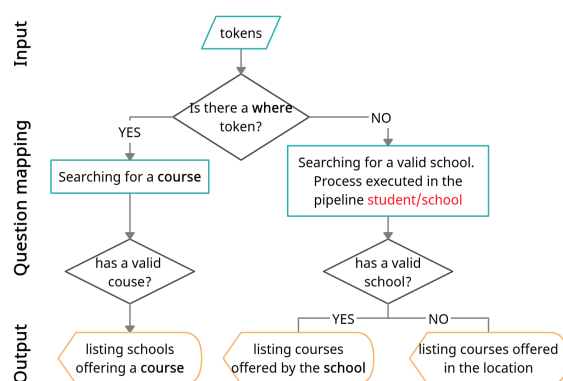 Input
tokens
Is there a where
token?
YES
NO
Question mapping
Searching for a course
Searching for a valid school.
Process executed in the
pipeline student/school
has a valid
couse?
has a valid
school?
YES
NO
Output
listing schools
offering a course
listing courses
offered by the school
listing courses offered
in the location